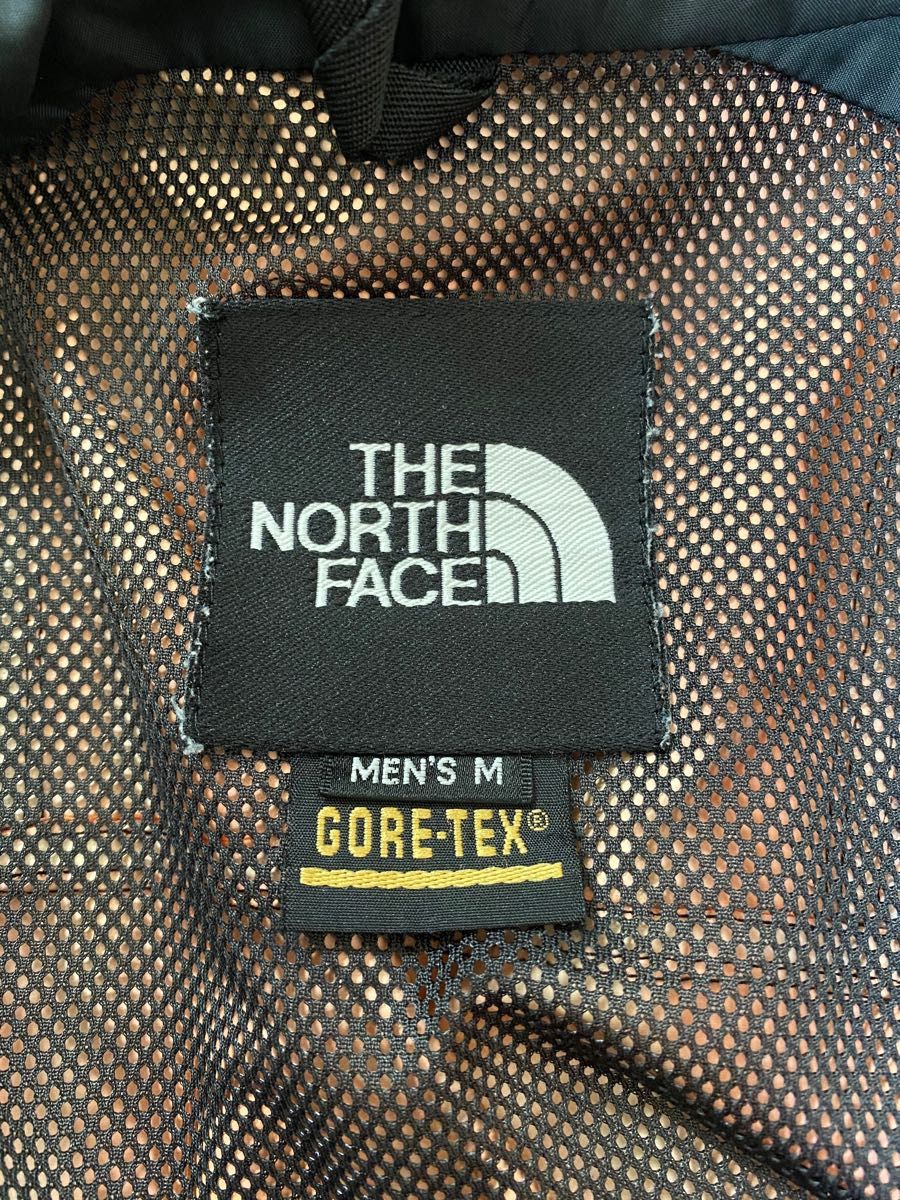 THE
NORTH
FACE
MEN'S M
GORE-TEX®